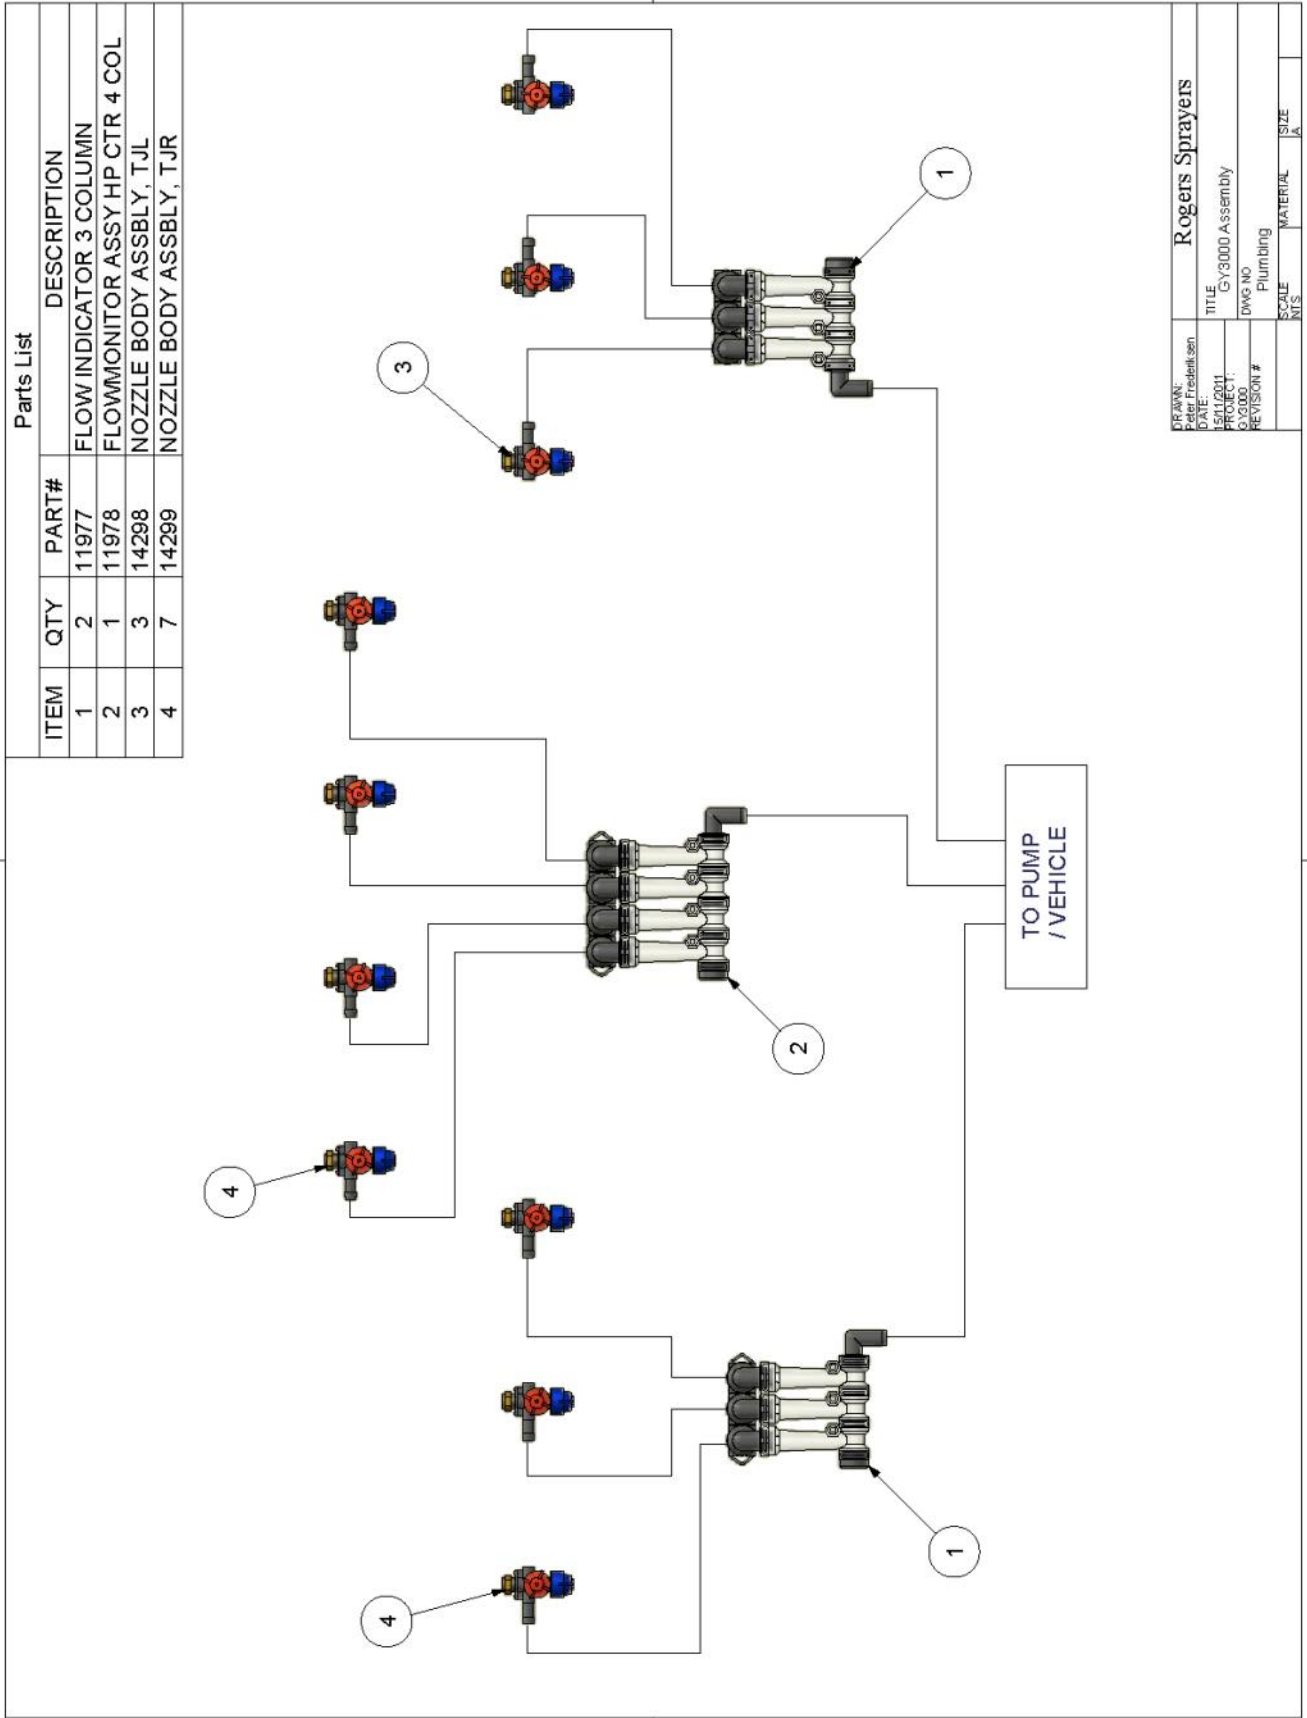 Parts List
ITEM QTY PART# DESCRIPTION
1 2 11977 FLOW INDICATOR 3 COLUMN
2 1 11978 FLOWMONITOR ASSY HP CTR 4 COL
3 3 14298 NOZZLE BODY ASSBLY, TJL
4 7 14299 NOZZLE BODY ASSBLY, TJR
4
4
3
1
2
1
TO PUMP
/ VEHICLE
DRAWN:
Peter Frederiksen
DATE:
15/11/2011
PROJECT:
GY3000
REVISION #
Rogers Sprayers
TITLE
GY3000 Assembly
DWG NO
Plumbing
SCALE
NTS
MATERIAL
SIZE
A